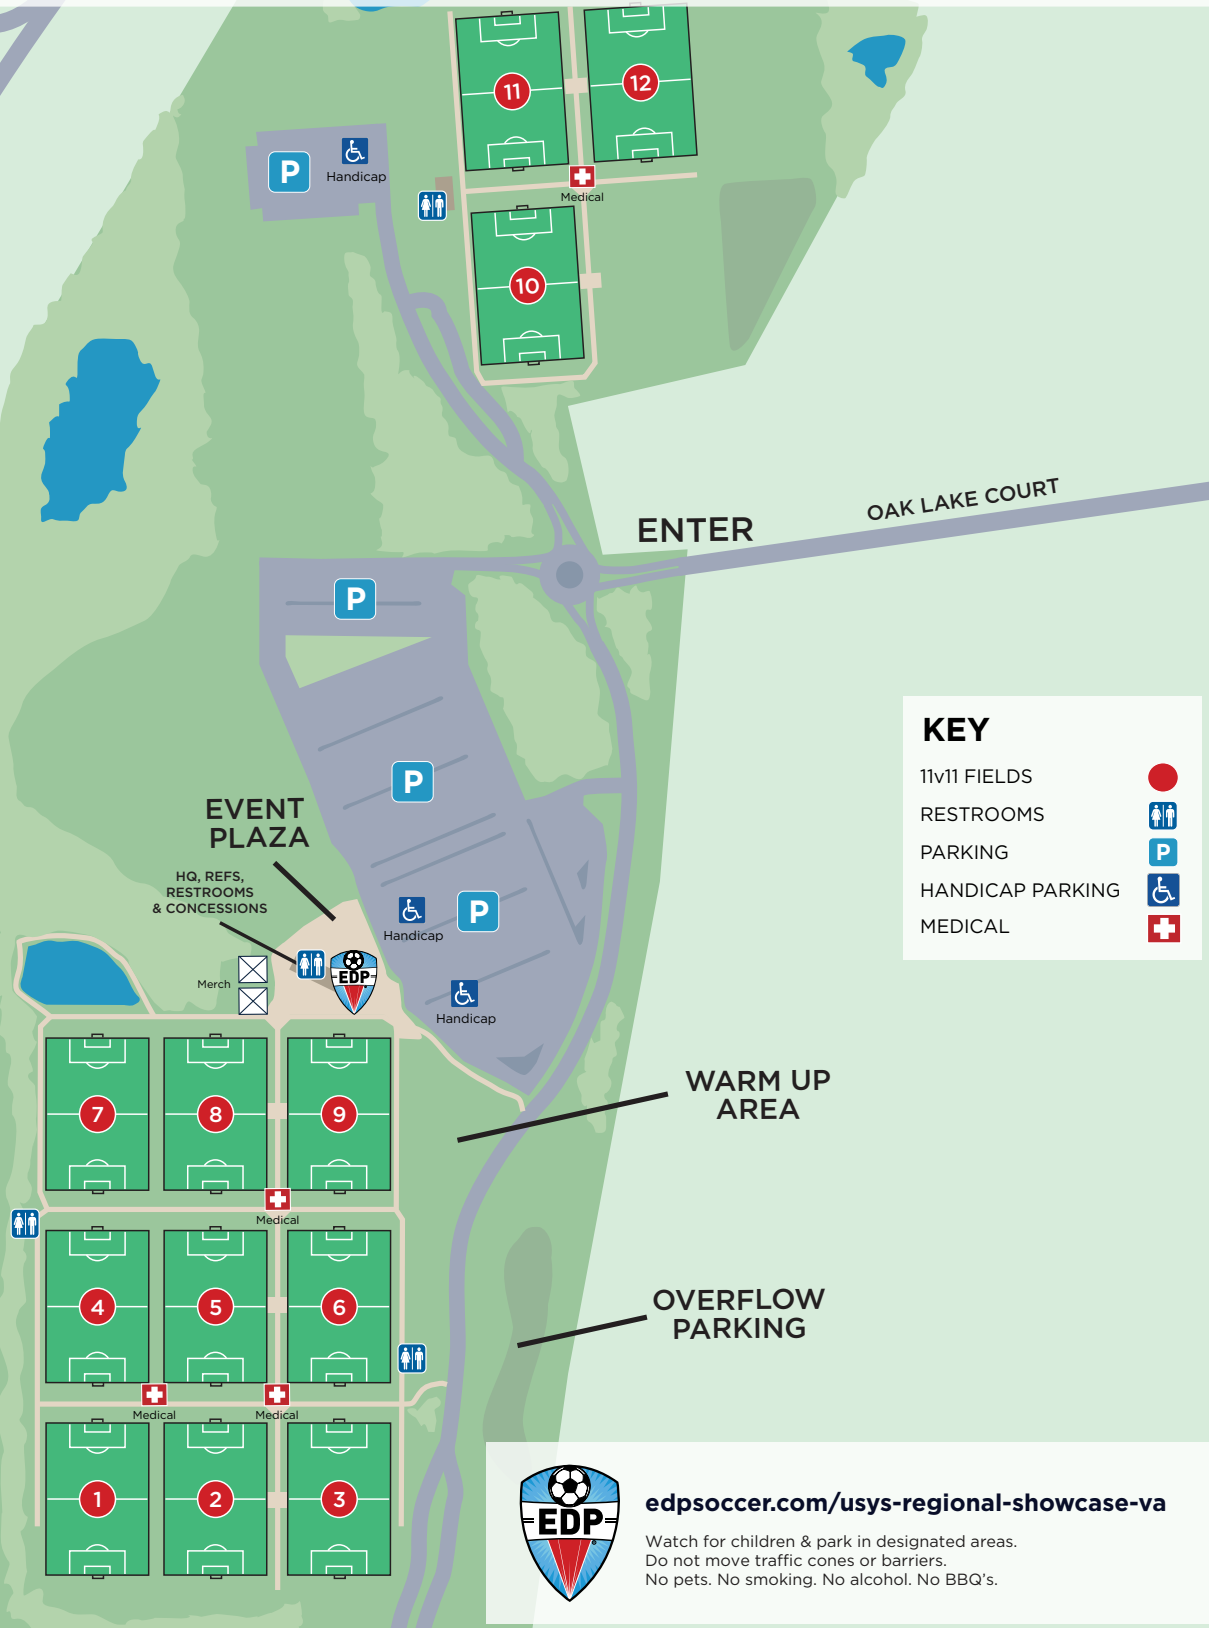 11
12
P
Handicap
Medical
10
OAK LAKE COURT
ENTER
P
KEY
11v11 FIELDS
RESTROOMS
PARKING
P
HANDICAP PARKING
MEDICAL
P
EVENT
PLAZA
HQ, REFS,
RESTROOMS
& CONCESSIONS
P
Handicap
EDP
Merch
Handicap
WARM UP
AREA
7
8
9
Medical
4
5
6
OVERFLOW
PARKING
Medical
Medical
1
2
3
EDP
edpsoccer.com/usys-regional-showcase-va
Watch for children & park in designated areas.
Do not move traffic cones or barriers.
No pets. No smoking. No alcohol. No BBQ's.